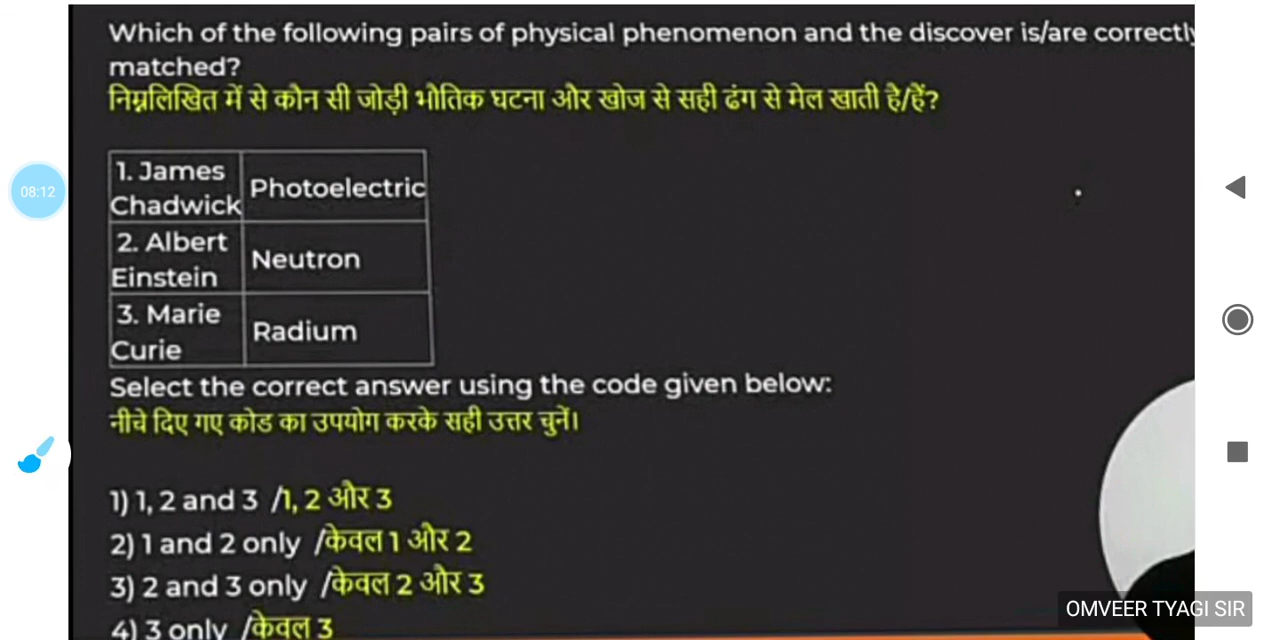 Which of the following pairs of physical phenomenon and the discover is/are correctly
matched?
निम्नलिखित में से कौन सी जोड़ी भौतिक घटना और खोज से सही ढंग से मेल खाती है/हैं?
1. James
Chadwick
Photoelectric
2. Albert
Einstein
Neutron
3. Marie
Curie
Radium
08:12
Select the correct answer using the code given below:
नीचे दिए गए कोड का उपयोग करके सही उत्तर चुनें।
1) 1, 2 and 3 /1, 2 और 3
2) 1 and 2 only /केवल 1 और 2
3) 2 and 3 only /केवल 2 और 3
4) 3 only /केवल 3
OMVEER TYAGI SIR